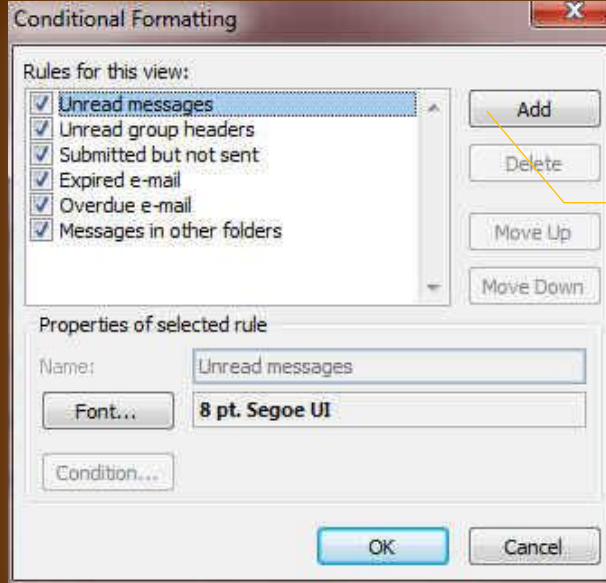 Conditional Formatting
x
Rules for this view:
Unread messages
Unread group headers
Submitted but not sent
Expired e-mail
Overdue e-mail
Messages in other folders
Add
Delete
Move Up
Move Down
Properties of selected rule
Name: Unread messages
Font... 8 pt. Segoe UI
Condition...
OK Cancel